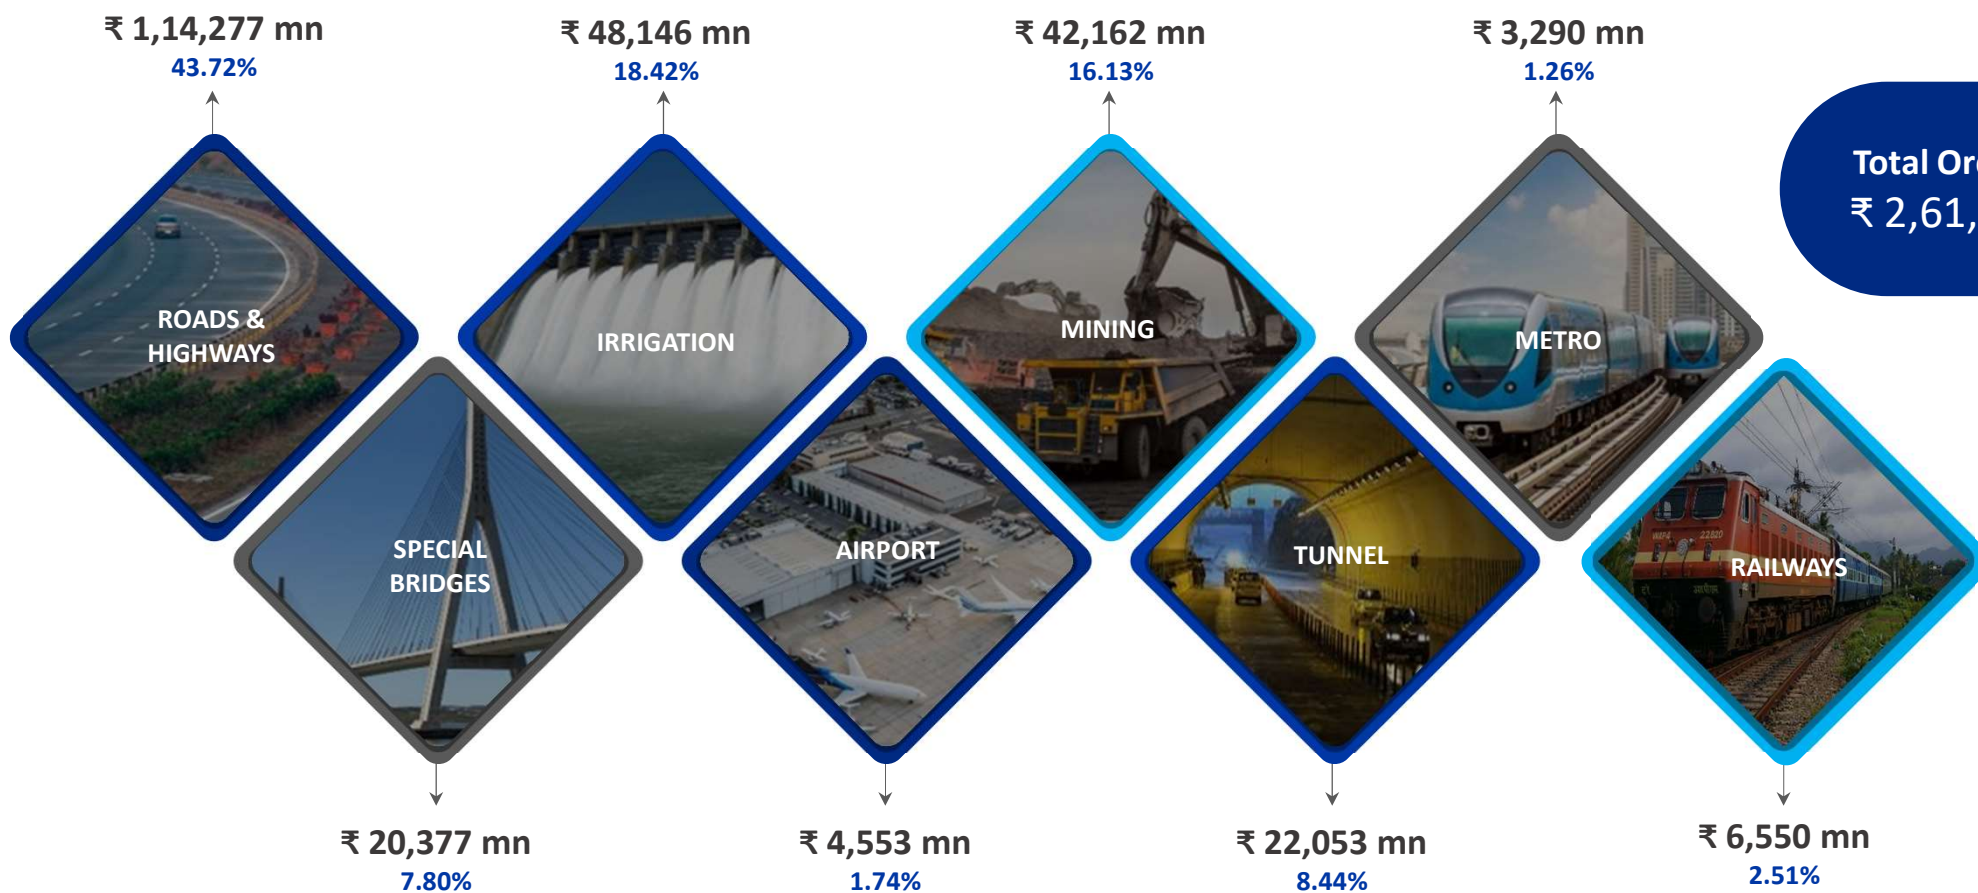 ₹ 1,14,277 mn
43.72%
₹ 48,146 mn
18.42%
₹ 42,162 mn
16.13%
₹ 3,290 mn
1.26%
Total
₹ 2,61,
ROADS &
HIGHWAYS
IRRIGATION
MINING
METRO
SPECIAL
BRIDGES
AIRPORT
TUNNEL
RAILWAYS
22820
₹ 20,377 mn
7.80%
₹ 4,553 mn
1.74%
₹ 22,053 mn
8.44%
₹ 6,550 mn
2.51%